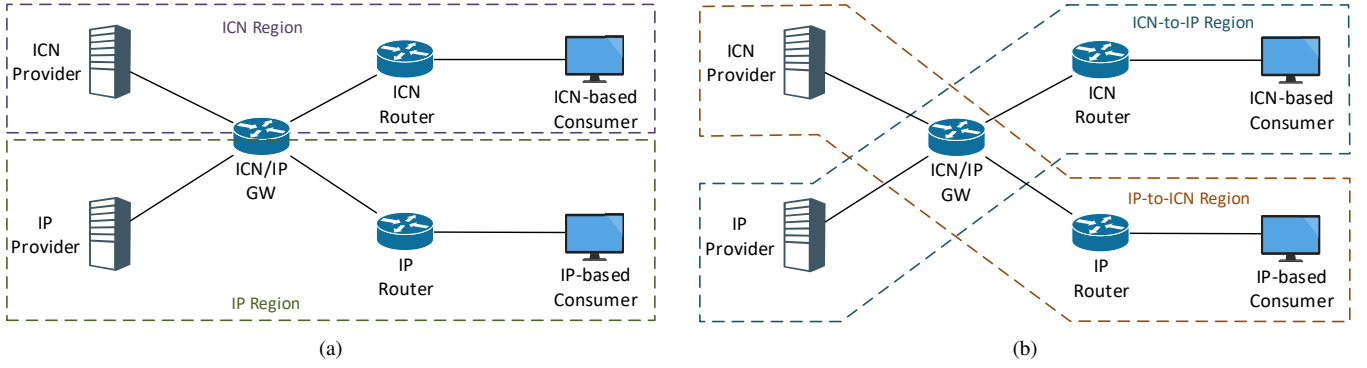 ICN Region
ICN
Provider
ICN
Router
ICN-based
Consumer
ICN/IP
GW
IP
Provider
IP
Router
IP-based
Consumer
IP Region
(a)
ICN-to-IP Region
ICN
Provider
ICN
Router
ICN-based
Consumer
ICN/IP
GW
IP-to-ICN Region
IP
Provider
IP
Router
IP-based
Consumer
(b)